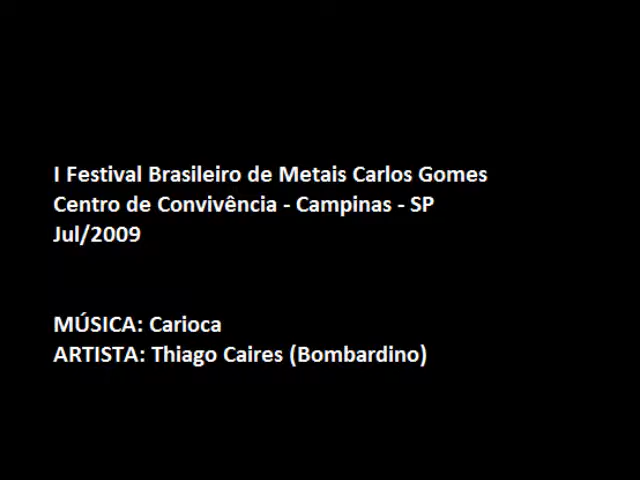 I Festival Brasileiro de Metais Carlos Gomes
Centro de Convivência - Campinas - SP
Jul/2009
MÚSICA: Carioca
ARTISTA: Thiago Caires (Bombardino)